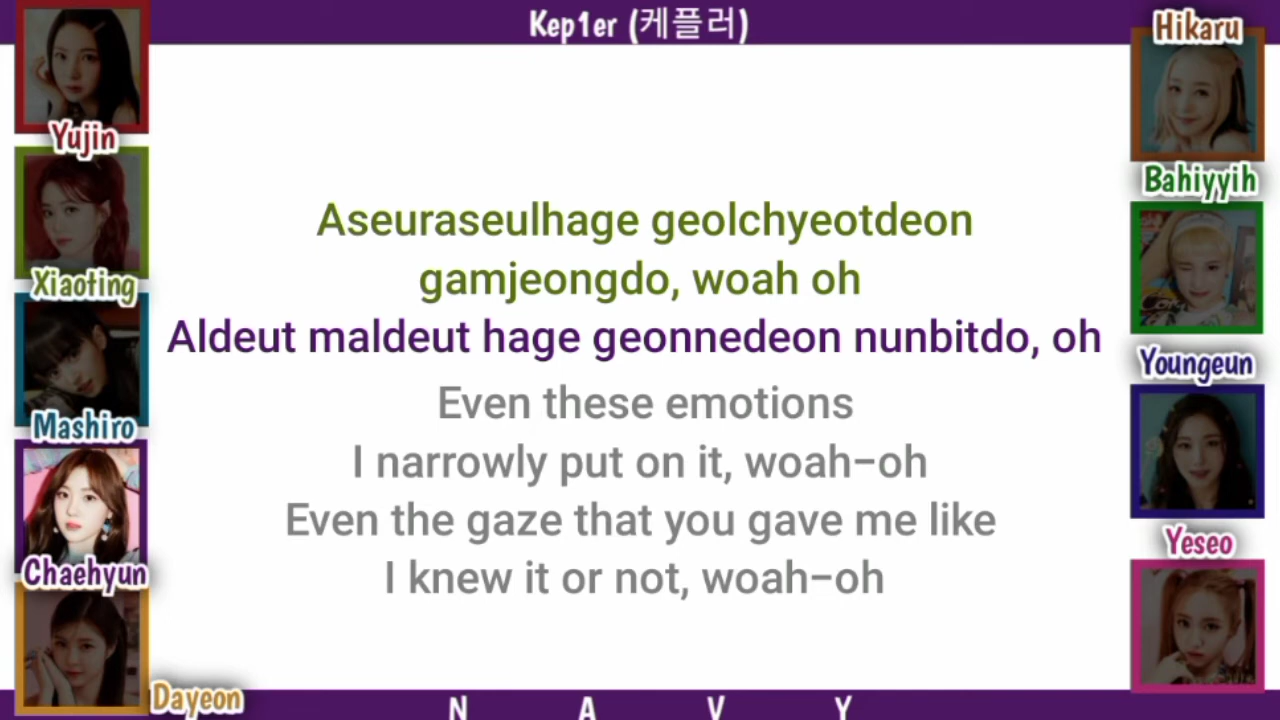 Kep1er (케플러)
Yujin
Xiaoting
Mashiro
Chaehyun
Dayeon
Aseuraseulhage geolchyeotdeon
gamjeongdo, woah oh
Aldeut maldeut hage geonnedeon nunbitdo, oh
Even these emotions
I narrowly put on it, woah-oh
Even the gaze that you gave me like
I knew it or not, woah-oh
Hikaru
Bahiyyih
Youngeun
Yeseo
N A V Y